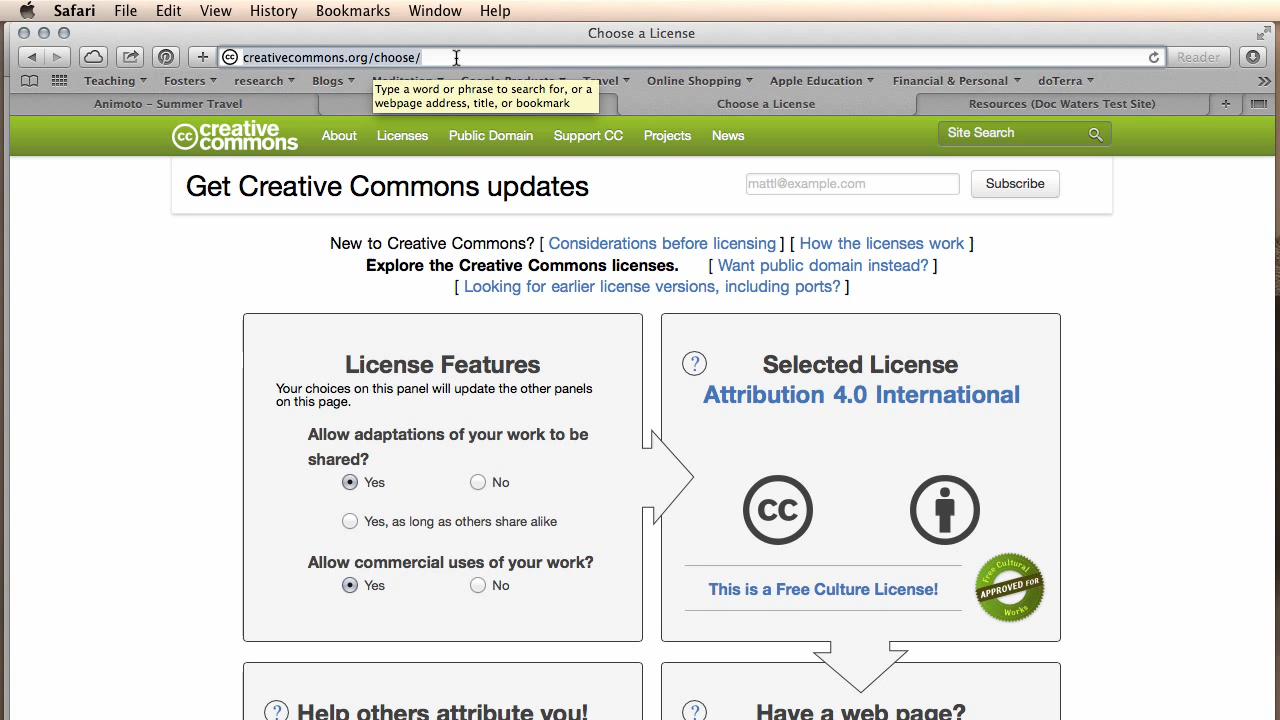 Safari File Edit View History Bookmarks Window Help
Choose a License
creativecommons.org/choose/ Reader
Teaching Fosters research Blogs Meditation Google Products Travel Online Shopping Apple Education Financial & Personal doTerra
Type a word or phrase to search for, or a
webpage address, title, or bookmark
Animoto – Summer Travel Choose a License Resources (Doc Waters Test Site)
creative
commons
About Licenses Public Domain Support CC Projects News Site Search
Get Creative Commons updates mattl@example.com Subscribe
New to Creative Commons? [ Considerations before licensing ] [ How the licenses work ]
Explore the Creative Commons licenses. [ Want public domain instead? ]
[ Looking for earlier license versions, including ports? ]
License Features
Your choices on this panel will update the other panels
on this page.
Allow adaptations of your work to be
shared?
Yes No
Yes, as long as others share alike
Allow commercial uses of your work?
Yes No
? Selected License
Attribution 4.0 International
cc
This is a Free Culture License!
Free Cultural
APPROVED FOR
Works
? Help others attribute you!
? Have a web page?